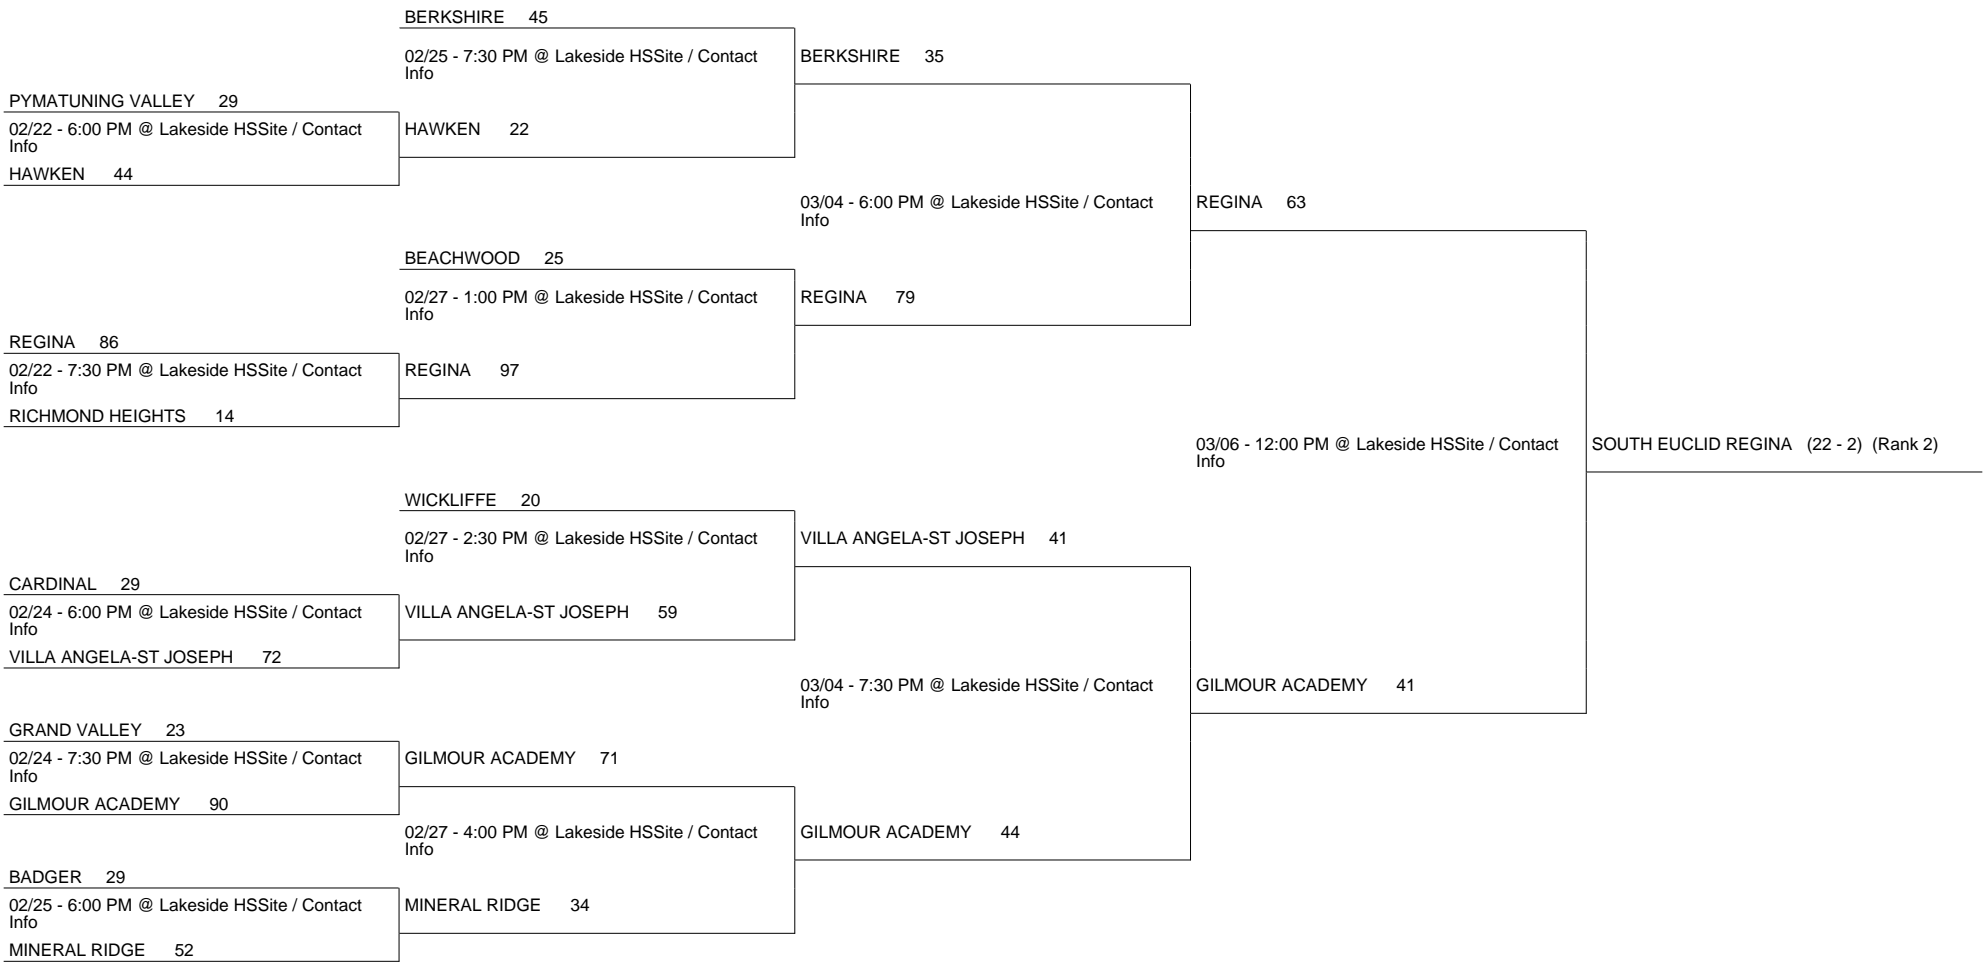 BERKSHIRE 45
02/25 - 7:30 PM @ Lakeside HSSite / Contact
Info
BERKSHIRE 35
PYMATUNING VALLEY 29
02/22 - 6:00 PM @ Lakeside HSSite / Contact
Info
HAWKEN 22
HAWKEN 44
03/04 - 6:00 PM @ Lakeside HSSite / Contact
Info
REGINA 63
BEACHWOOD 25
02/27 - 1:00 PM @ Lakeside HSSite / Contact
Info
REGINA 79
REGINA 86
02/22 - 7:30 PM @ Lakeside HSSite / Contact
Info
REGINA 97
RICHMOND HEIGHTS 14
03/06 - 12:00 PM @ Lakeside HSSite / Contact
Info
SOUTH EUCLID REGINA (22 - 2) (Rank 2)
WICKLIFFE 20
02/27 - 2:30 PM @ Lakeside HSSite / Contact
Info
VILLA ANGELA-ST JOSEPH 41
CARDINAL 29
02/24 - 6:00 PM @ Lakeside HSSite / Contact
Info
VILLA ANGELA-ST JOSEPH 59
VILLA ANGELA-ST JOSEPH 72
03/04 - 7:30 PM @ Lakeside HSSite / Contact
Info
GILMOUR ACADEMY 41
GRAND VALLEY 23
02/24 - 7:30 PM @ Lakeside HSSite / Contact
Info
GILMOUR ACADEMY 71
GILMOUR ACADEMY 90
02/27 - 4:00 PM @ Lakeside HSSite / Contact
Info
GILMOUR ACADEMY 44
BADGER 29
02/25 - 6:00 PM @ Lakeside HSSite / Contact
Info
MINERAL RIDGE 34
MINERAL RIDGE 52